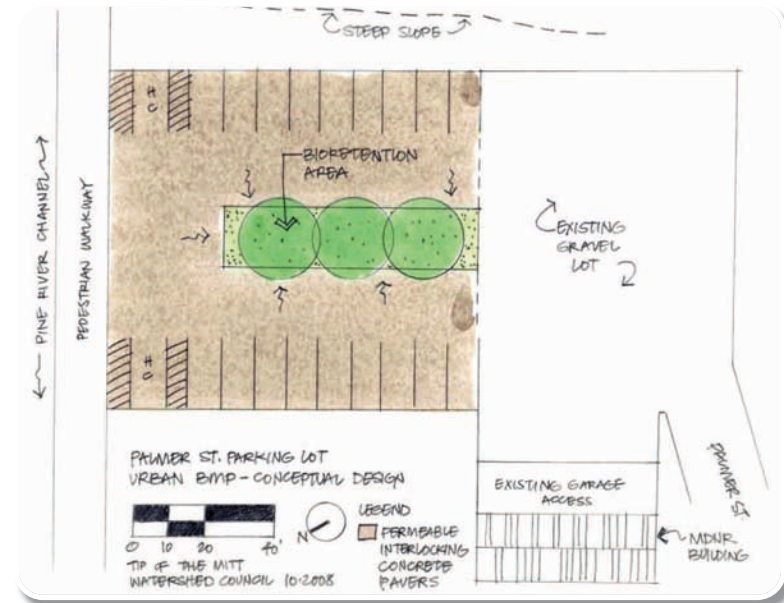 STEEP SLOPE
H
C
BIORETENTION
AREA
PINE RIVER CHANNEL
PEDESTRIAN WALKWAY
EXISTING
GRAVEL
LOT
H
C
PALMER ST. PARKING LOT
URBAN BMP - CONCEPTUAL DESIGN
0 10 20 40'
TIP OF THE MITT
WATERSHED COUNCIL 10·2008
N
LEGEND
PERMEABLE
INTERLOCKING
CONCRETE
PAVERS
EXISTING GARAGE
ACCESS
PALMER ST.
MDNR
BUILDING